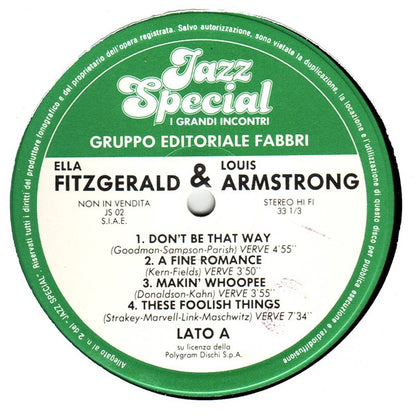 Riservati tutti i diritti del produttore fonografico e del proprietario dell'opera registrata. Salvo autorizzazione, sono vietate la duplicazione, la locazione e l'utilizzazione di questo disco per pubblica esecuzione e radiodiffusione
Jazz
Special
I GRANDI INCONTRI
GRUPPO EDITORIALE FABBRI
ELLA LOUIS
FITZGERALD & ARMSTRONG
NON IN VENDITA STEREO HI FI
JS 02 33 1/3
S.I.A.E.
1. DON'T BE THAT WAY
(Goodman-Sampson-Parish) VERVE 4'55"
2. A FINE ROMANCE
(Kern-Fields) VERVE 3'50"
3. MAKIN' WHOOPEE
(Donaldson-Kahn) VERVE 3'55"
4. THESE FOOLISH THINGS
(Strakey-Marvell-Link-Maschwitz) VERVE 7'34"
LATO A
su licenza della
Polygram Dischi S.p.A.
Allegato al n. 2 del "JAZZ SPECIAL"